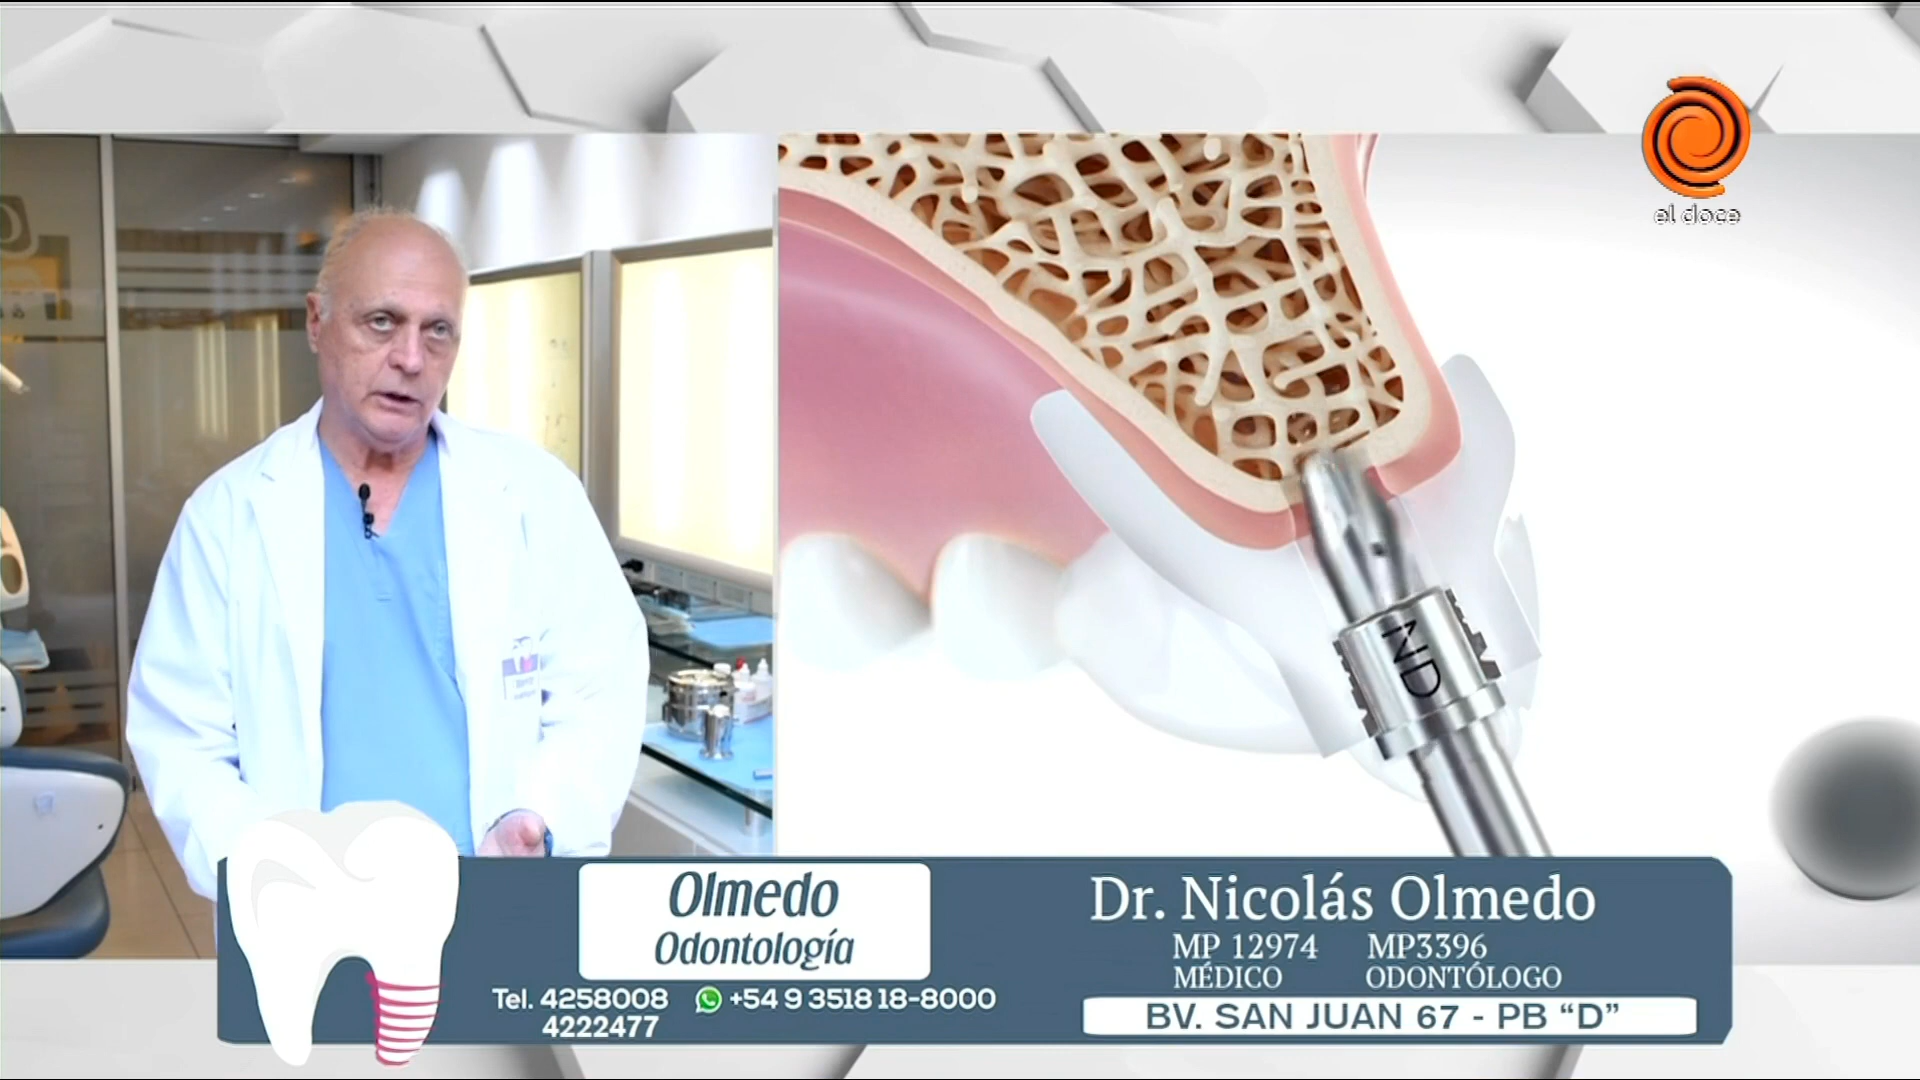 el doce
ND
Olmedo
Odontología
Tel. 4258008 +54 9 3518 18-8000
4222477
Dr. Nicolás Olmedo
MP 12974 MP3396
MÉDICO ODONTÓLOGO
BV. SAN JUAN 67 - PB “D”